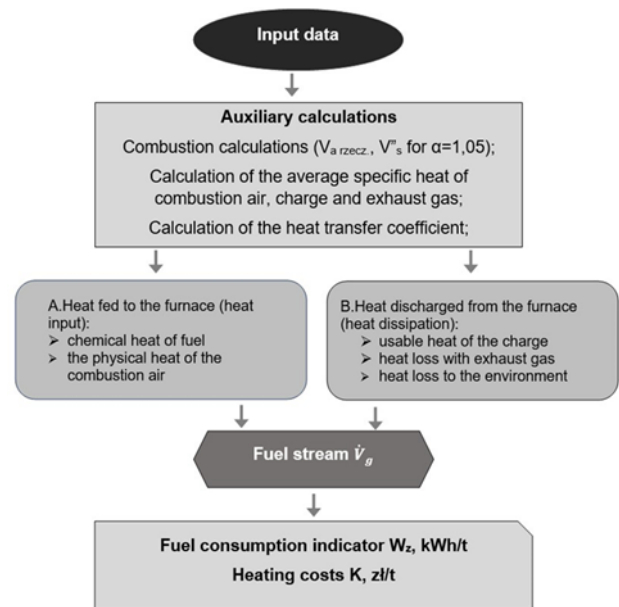 Input data
Auxiliary calculations
Combustion calculations (Va rzecz., V”s for α=1,05);
Calculation of the average specific heat of
combustion air, charge and exhaust gas;
Calculation of the heat transfer coefficient;
A.Heat fed to the furnace (heat
input):
➤ chemical heat of fuel
➤ the physical heat of the
combustion air
B.Heat discharged from the furnace
(heat dissipation):
➤ usable heat of the charge
➤ heat loss with exhaust gas
➤ heat loss to the environment
Fuel stream V̇g
Fuel consumption indicator Wz, kWh/t
Heating costs K, zł/t